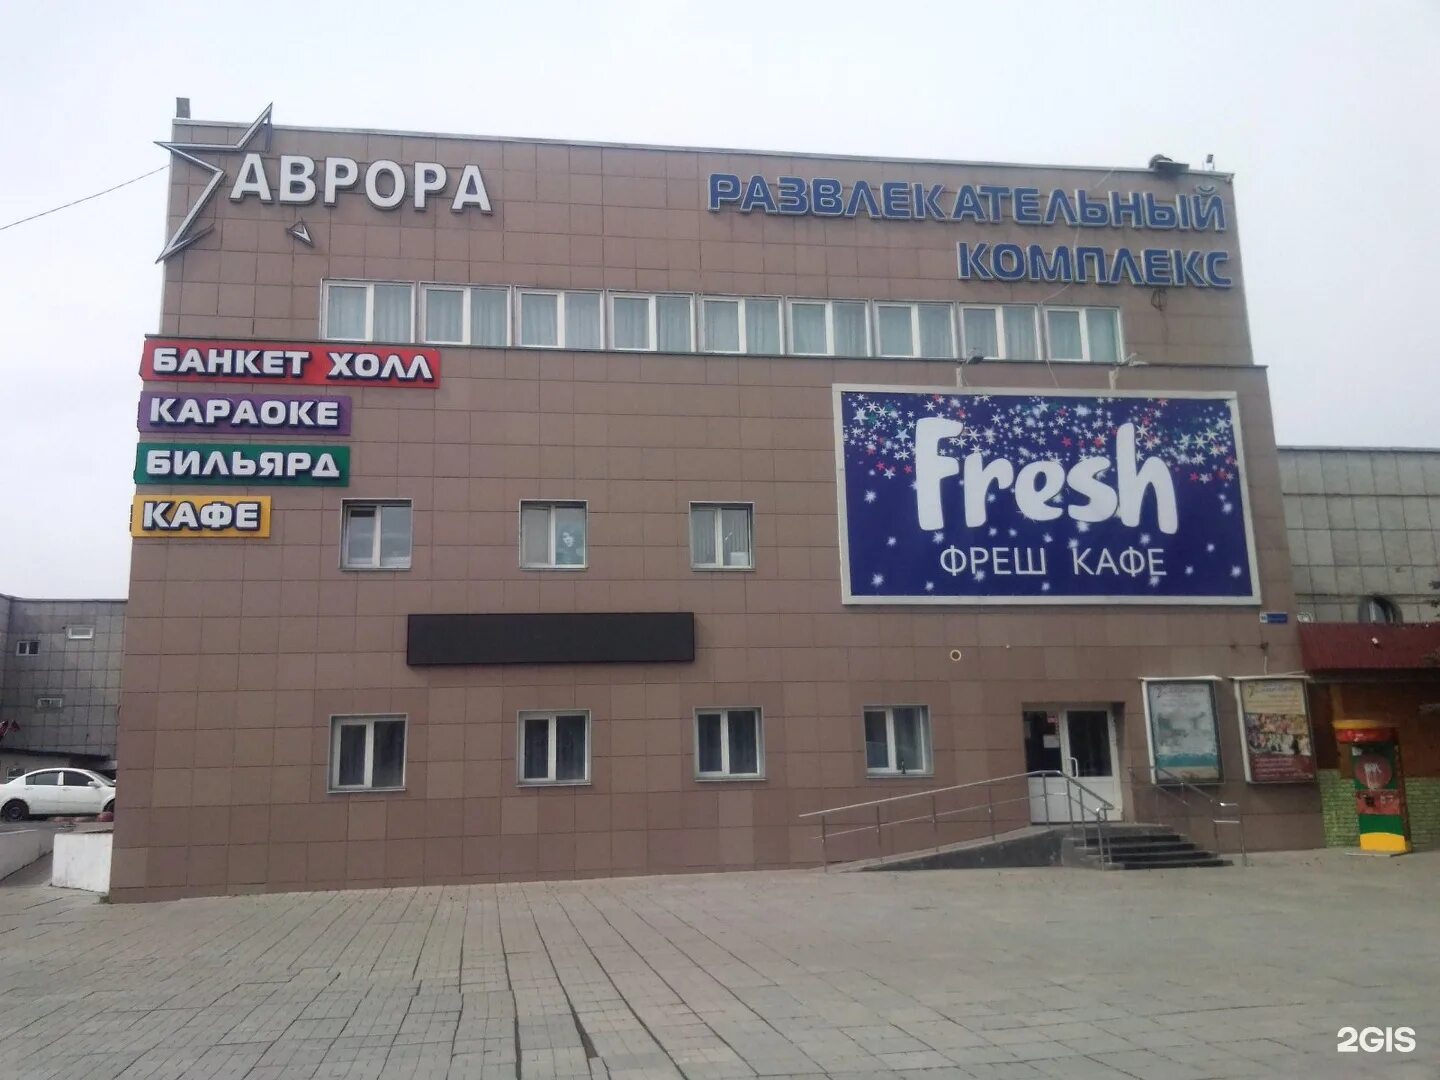 АВРОРА
РАЗВЛЕКАТЕЛЬНЫЙ
КОМПЛЕКС
БАНКЕТ ХОЛЛ
КАРАОКЕ
БИЛЬЯРД
КАФЕ
Fresh
ФРЕШ КАФЕ
2GIS